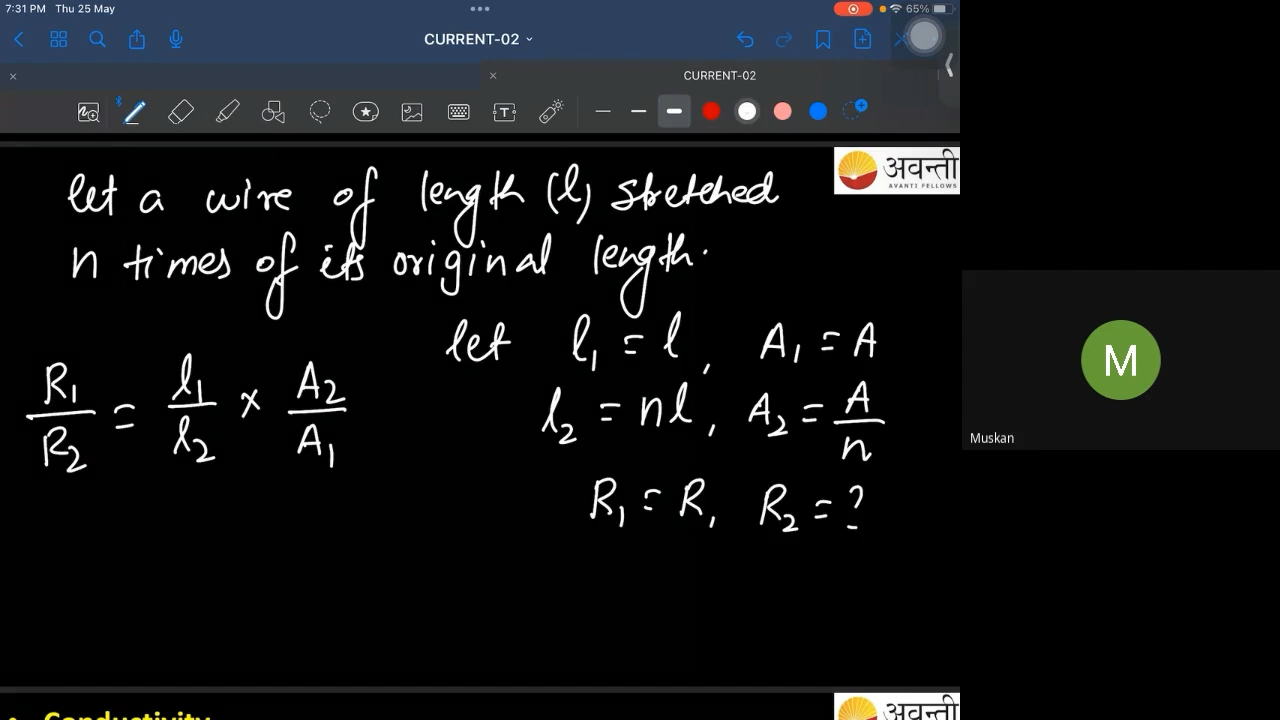 7:31 PM Thu 25 May
65%
CURRENT-02
CURRENT-02
let a wire of length (l) stretched
n times of its original length.
let l₁ = l, A₁ = A
R₁/R₂ = l₁/l₂ × A₂/A₁
l₂ = nl, A₂ = A/n
R₁ = R, R₂ = ?
अवन्ती
AVANTI FELLOWS
M
Muskan
• Conductivity
अवन्ती